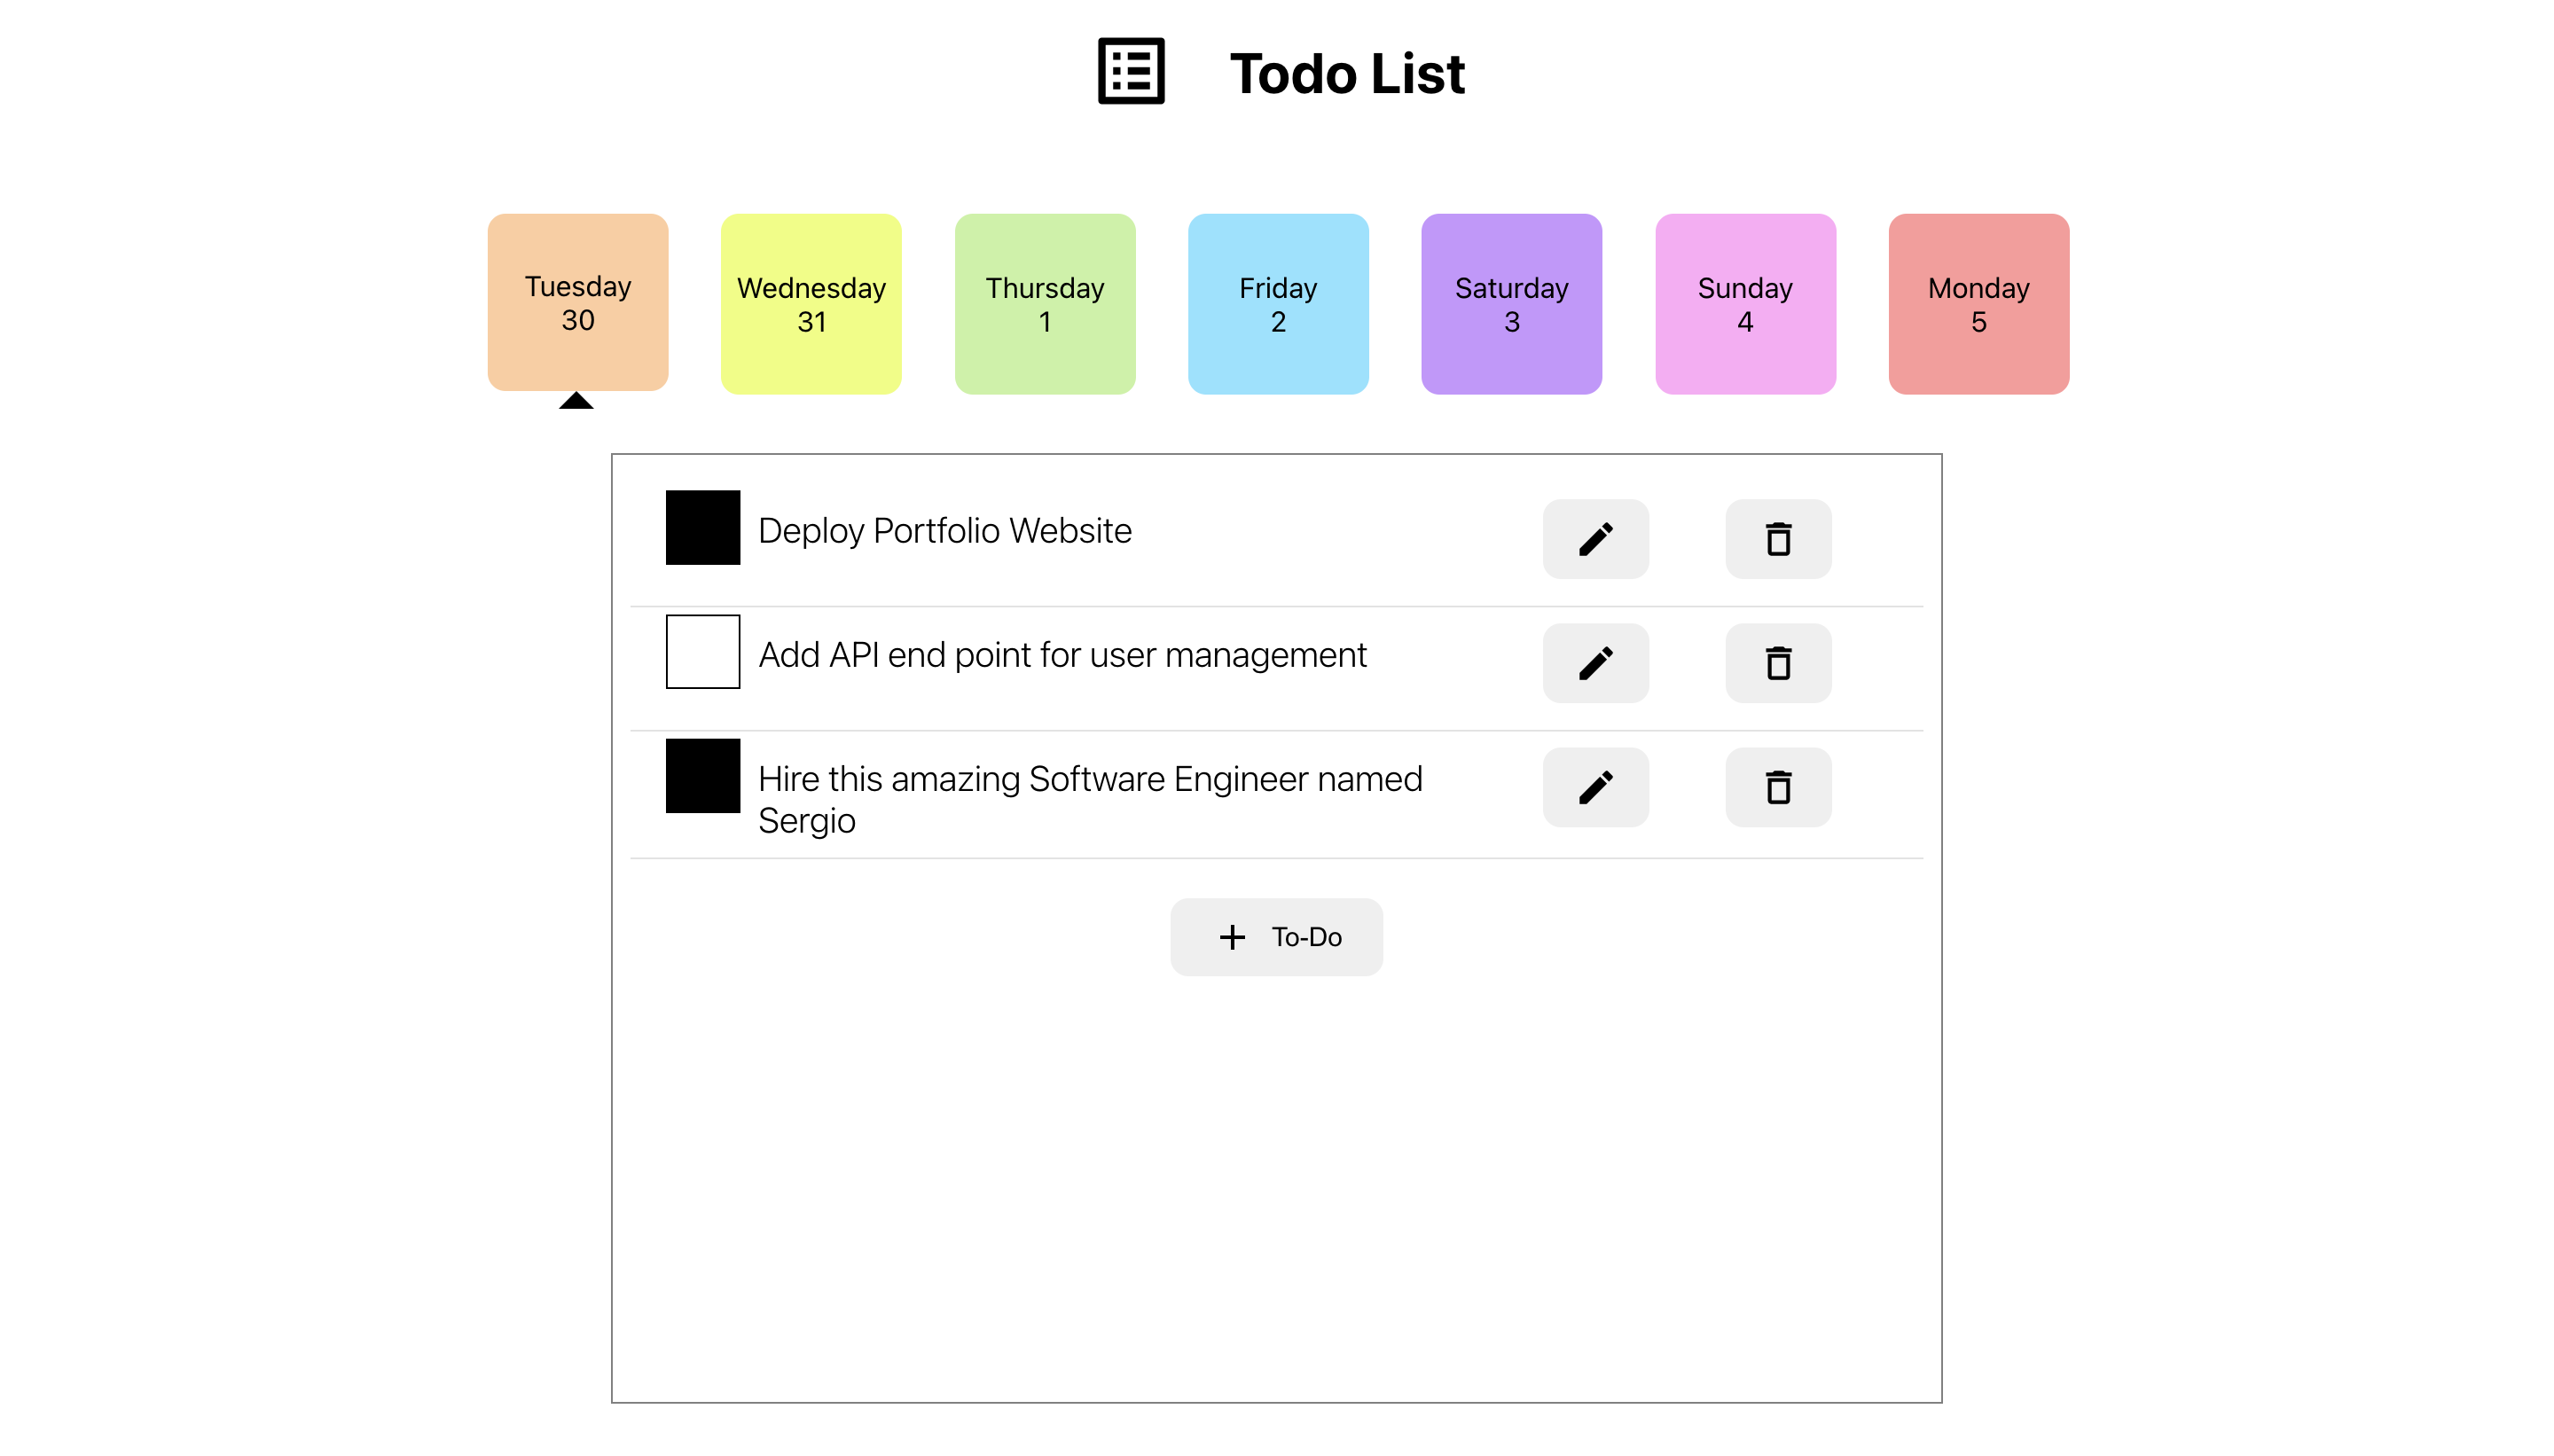 Todo List
Tuesday
30
Wednesday
31
Thursday
1
Friday
2
Saturday
3
Sunday
4
Monday
5
Deploy Portfolio Website
Add API end point for user management
Hire this amazing Software Engineer named
Sergio
+ To-Do